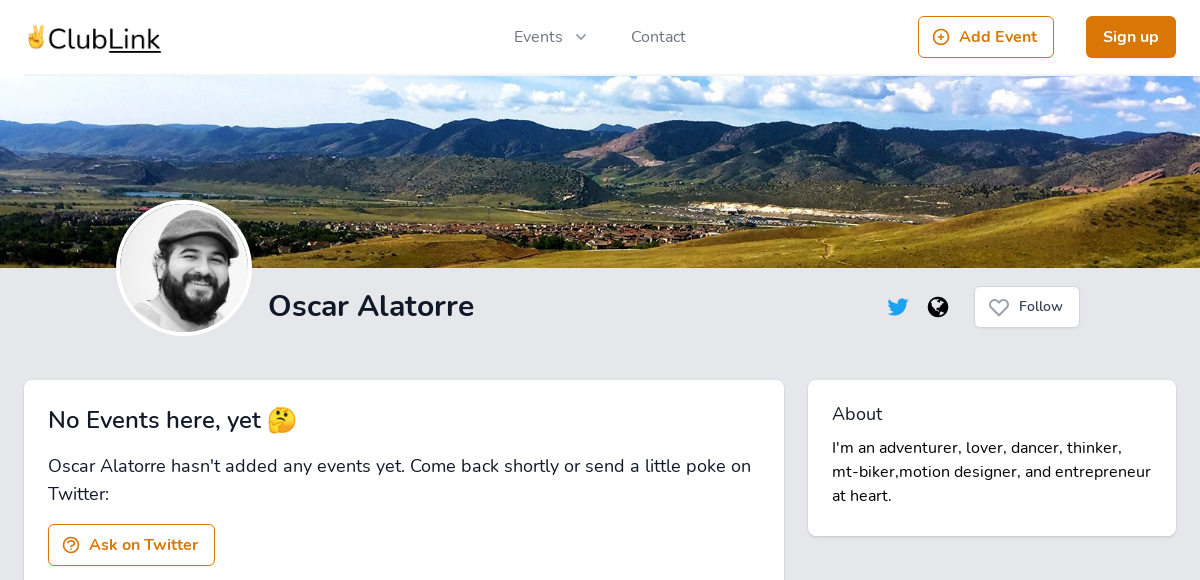 ✌ClubLink
Events
Contact
Add Event
Sign up
Oscar Alatorre
Follow
No Events here, yet 🤔
Oscar Alatorre hasn't added any events yet. Come back shortly or send a little poke on
Twitter:
Ask on Twitter
About
I'm an adventurer, lover, dancer, thinker,
mt-biker,motion designer, and entrepreneur
at heart.